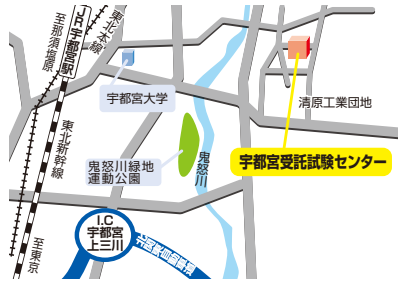 至那須塩原
JR宇都宮駅
東北本線
宇都宮大学
清原工業団地
宇都宮受託試験センター
東北新幹線
鬼怒川緑地
運動公園
鬼怒川
I.C
宇都宮
上三川
至東京